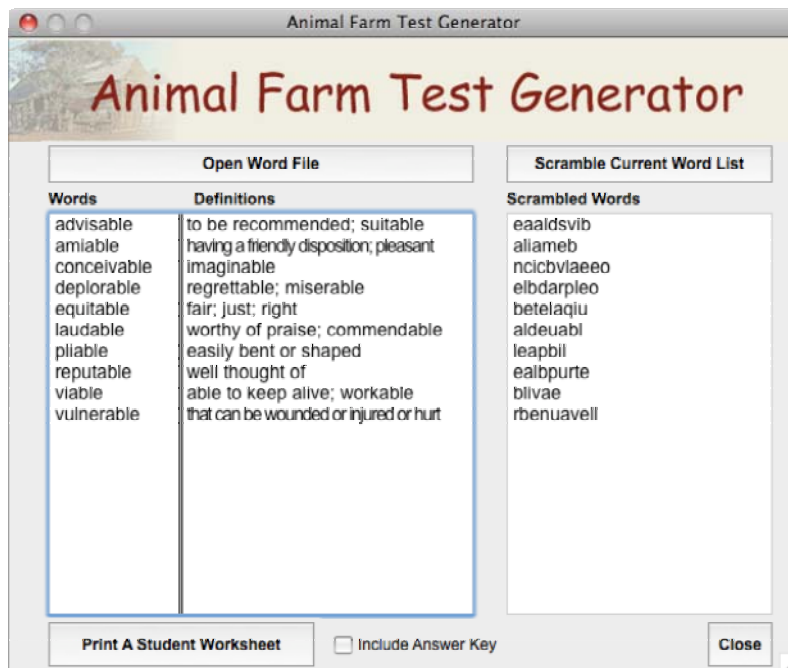 Animal Farm Test Generator
Animal Farm Test Generator
Open Word File
Scramble Current Word List
Words Definitions
Scrambled Words
advisable to be recommended; suitable
eaaldsvib
amiable having a friendly disposition; pleasant
aliameb
conceivable imaginable
ncicbvlaeeo
deplorable regrettable; miserable
elbdarpleo
equitable fair; just; right
betelaqiu
laudable worthy of praise; commendable
aldeuabl
pliable easily bent or shaped
leapbil
reputable well thought of
ealbpurte
viable able to keep alive; workable
blivae
vulnerable that can be wounded or injured or hurt
rbenuavell
Print A Student Worksheet
Include Answer Key
Close